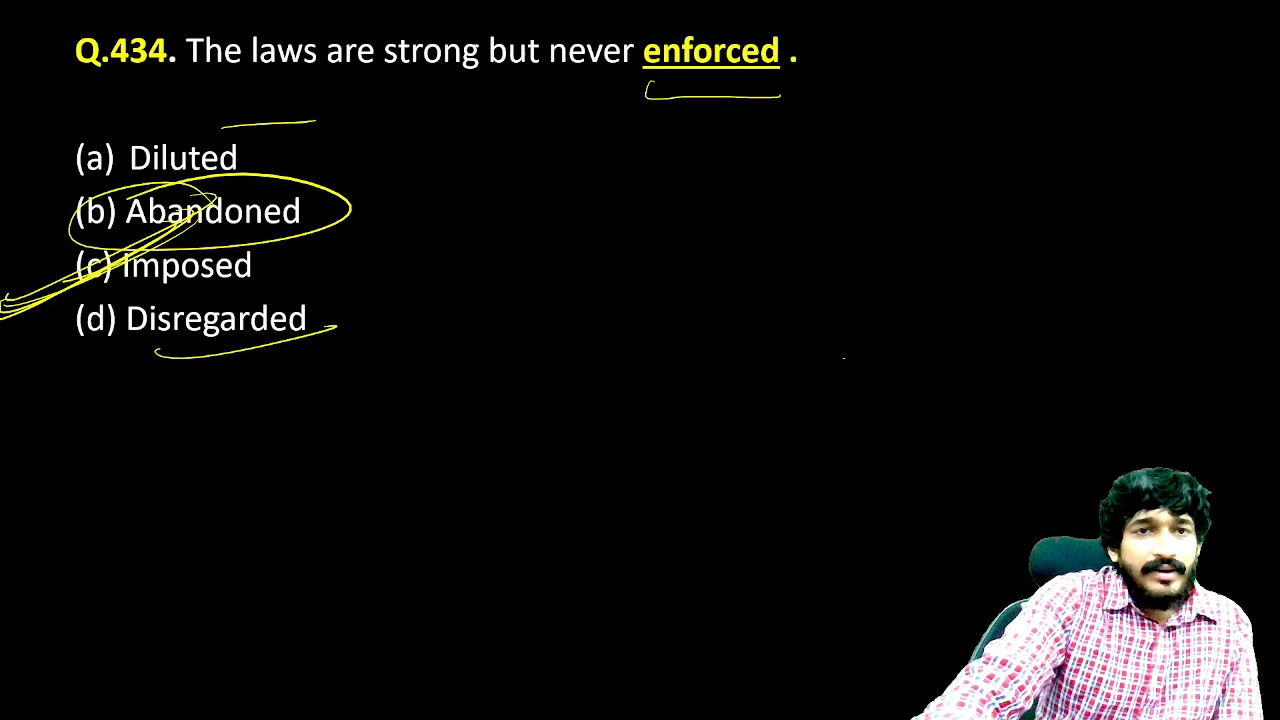 Q.434. The laws are strong but never enforced .
(a) Diluted
(b) Abandoned
(c) Imposed
(d) Disregarded